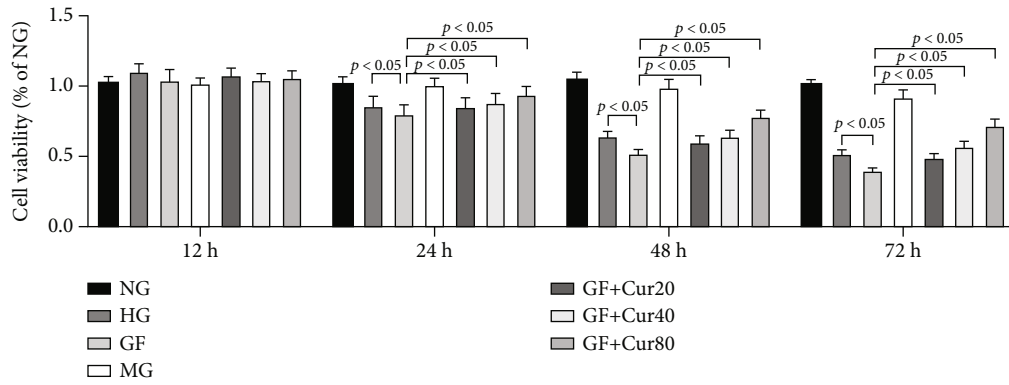 Cell viability (% of NG)
1.5
1.0
0.5
0.0
p < 0.05
p < 0.05
p < 0.05
p < 0.05
p < 0.05
p < 0.05
p < 0.05
p < 0.05
p < 0.05
p < 0.05
p < 0.05
p < 0.05
12 h 24 h 48 h 72 h
NG
HG
GF
MG
GF+Cur20
GF+Cur40
GF+Cur80